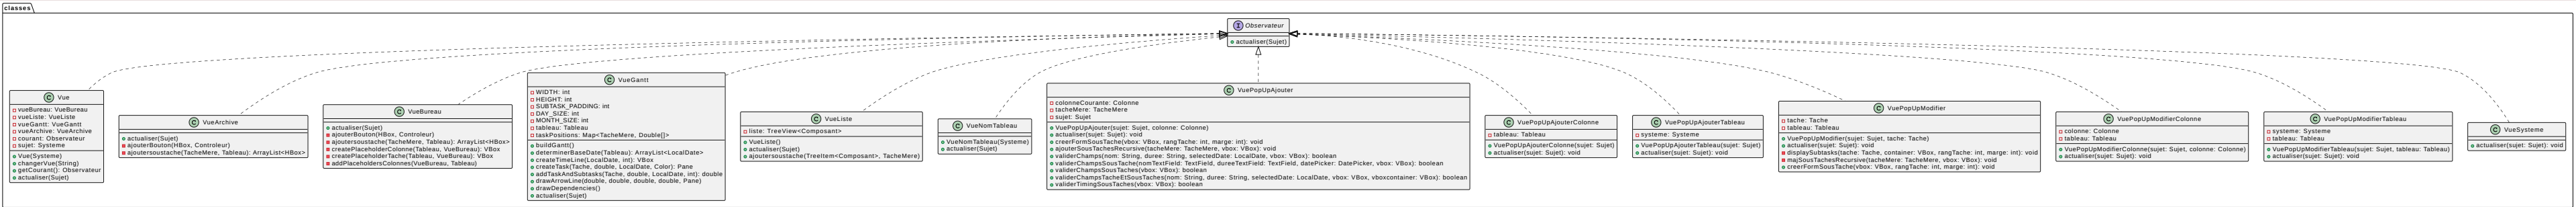 classes
I Observateur
actualiser(Sujet)
C Vue
vueBureau: VueBureau
vueListe: VueListe
vueGantt: VueGantt
vueArchive: VueArchive
courant: Observateur
sujet: Systeme
Vue(Systeme)
changerVue(String)
getCourant(): Observateur
actualiser(Sujet)
C VueArchive
actualiser(Sujet)
ajouterBouton(HBox, Controleur)
ajoutersoustache(TacheMere, Tableau): ArrayList<HBox>
C VueBureau
actualiser(Sujet)
ajouterBouton(HBox, Controleur)
ajoutersoustache(TacheMere, Tableau): ArrayList<HBox>
createPlaceholderColonne(Tableau, VueBureau): VBox
createPlaceholderTache(Tableau, VueBureau): VBox
addPlaceholderColonnes(VueBureau, Tableau)
C VueGantt
WIDTH: int
HEIGHT: int
SUBTASK_PADDING: int
DAY_SIZE: int
MONTH_SIZE: int
tableau: Tableau
taskPositions: Map<TacheMere, Double[]>
buildGantt()
determinerBaseDate(Tableau): ArrayList<LocalDate>
createTimeLine(LocalDate, int): VBox
createTask(Tache, double, LocalDate, Color): Pane
addTaskAndSubtasks(Tache, double, LocalDate, int): double
drawArrowLine(double, double, double, double, Pane)
drawDependencies()
actualiser(Sujet)
C VueListe
liste: TreeView<Composant>
VueListe()
actualiser(Sujet)
ajoutersoustache(TreeItem<Composant>, TacheMere)
C VueNomTableau
VueNomTableau(Systeme)
actualiser(Sujet)
C VuePopUpAjouter
colonneCourante: Colonne
tacheMere: TacheMere
sujet: Sujet
VuePopUpAjouter(sujet: Sujet, colonne: Colonne)
actualiser(sujet: Sujet): void
creerFormSousTache(vbox: VBox, rangTache: int, marge: int): void
ajouterSousTachesRecursive(tacheMere: TacheMere, vbox: VBox): void
validerChamps(nom: String, duree: String, selectedDate: LocalDate, vbox: VBox): boolean
validerChampsSousTache(nomTextField: TextField, dureeTextField: TextField, datePicker: DatePicker, vbox: VBox): boolean
validerChampsSousTaches(vbox: VBox): boolean
validerChampsTacheEtSousTaches(nom: String, duree: String, selectedDate: LocalDate, vbox: VBox, vboxcontainer: VBox): boolean
validerTimingSousTaches(vbox: VBox): boolean
C VuePopUpAjouterColonne
tableau: Tableau
VuePopUpAjouterColonne(sujet: Sujet)
actualiser(sujet: Sujet): void
C VuePopUpAjouterTableau
systeme: Systeme
VuePopUpAjouterTableau(sujet: Sujet)
actualiser(sujet: Sujet): void
C VuePopUpModifier
tache: Tache
tableau: Tableau
VuePopUpModifier(sujet: Sujet, tache: Tache)
actualiser(sujet: Sujet): void
displaySubtasks(tache: Tache, container: VBox, rangTache: int, marge: int): void
majSousTachesRecursive(tacheMere: TacheMere, vbox: VBox): void
creerFormSousTache(vbox: VBox, rangTache: int, marge: int): void
C VuePopUpModifierColonne
colonne: Colonne
tableau: Tableau
VuePopUpModifierColonne(sujet: Sujet, colonne: Colonne)
actualiser(sujet: Sujet): void
C VuePopUpModifierTableau
systeme: Systeme
tableau: Tableau
VuePopUpModifierTableau(sujet: Sujet, tableau: Tableau)
actualiser(sujet: Sujet): void
C VueSysteme
actualiser(sujet: Sujet): void